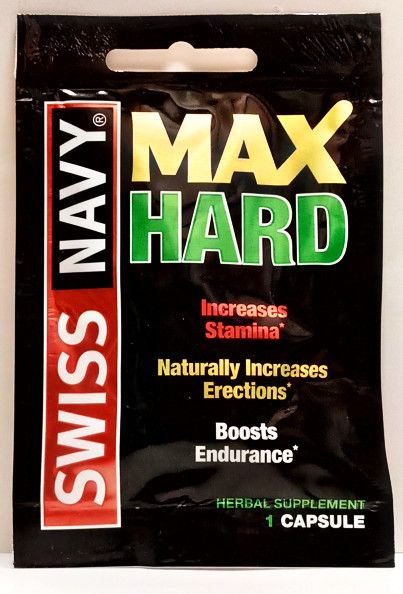 SWISS NAVY®
MAX
HARD
Increases
Stamina*
Naturally Increases
Erections*
Boosts
Endurance*
HERBAL SUPPLEMENT
1 CAPSULE